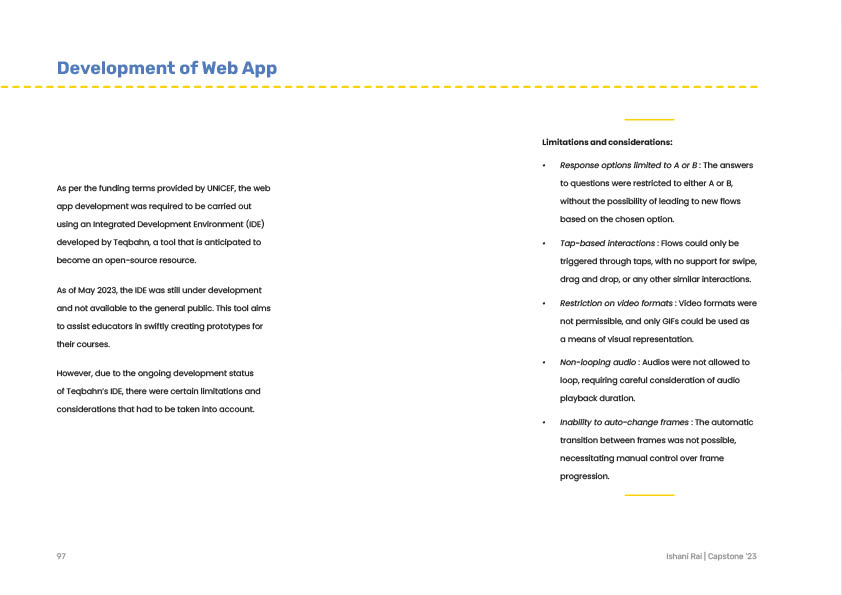 Development of Web App
As per the funding terms provided by UNICEF, the web
app development was required to be carried out
using an Integrated Development Environment (IDE)
developed by Teqbahn, a tool that is anticipated to
become an open-source resource.
As of May 2023, the IDE was still under development
and not available to the general public. This tool aims
to assist educators in swiftly creating prototypes for
their courses.
However, due to the ongoing development status
of Teqbahn's IDE, there were certain limitations and
considerations that had to be taken into account.
Limitations and considerations:
• Response options limited to A or B : The answers
to questions were restricted to either A or B,
without the possibility of leading to new flows
based on the chosen option.
• Tap-based interactions : Flows could only be
triggered through taps, with no support for swipe,
drag and drop, or any other similar interactions.
• Restriction on video formats : Video formats were
not permissible, and only GIFs could be used as
a means of visual representation.
• Non-looping audio : Audios were not allowed to
loop, requiring careful consideration of audio
playback duration.
• Inability to auto-change frames : The automatic
transition between frames was not possible,
necessitating manual control over frame
progression.
97
Ishani Rai | Capstone '23